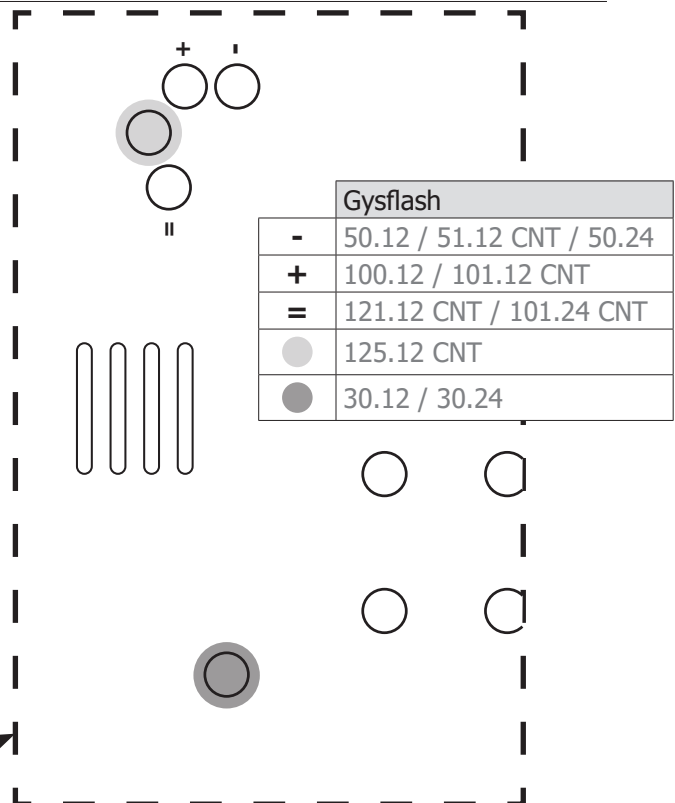 + -
=
Gysflash
- 50.12 / 51.12 CNT / 50.24
+ 100.12 / 101.12 CNT
= 121.12 CNT / 101.24 CNT
125.12 CNT
30.12 / 30.24